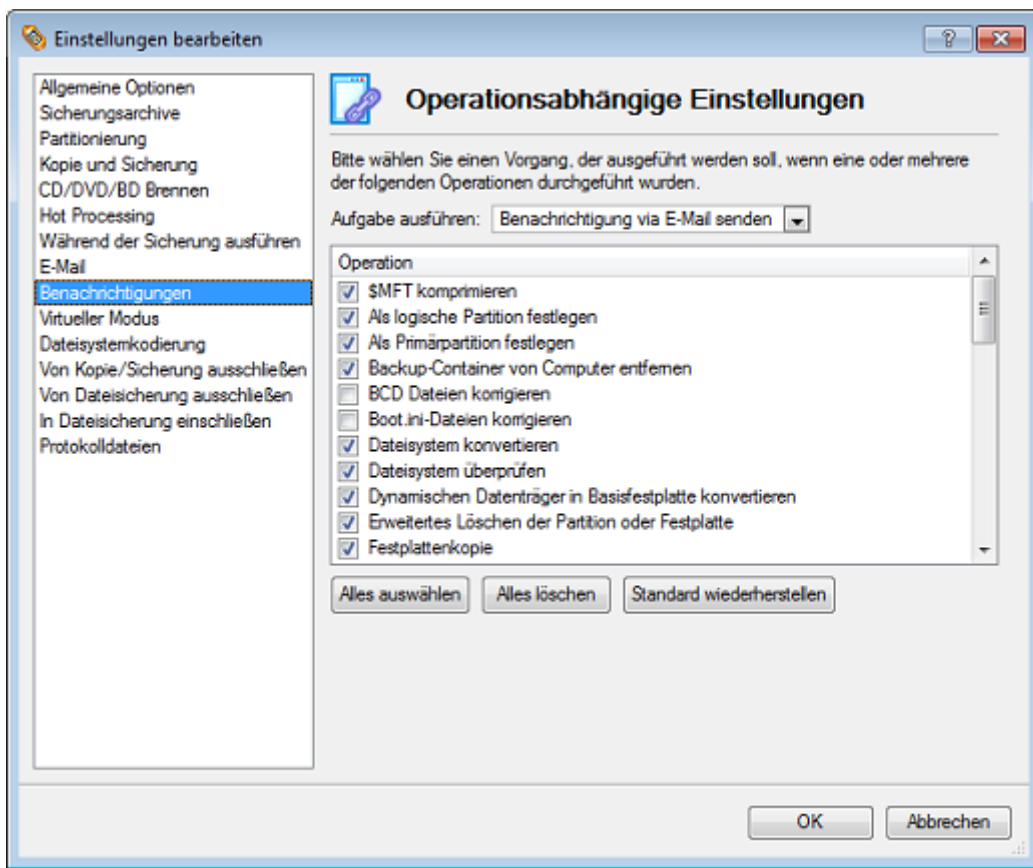 Einstellungen bearbeiten
Allgemeine Optionen
Sicherungsarchive
Partitionierung
Kopie und Sicherung
CD/DVD/BD Brennen
Hot Processing
Während der Sicherung ausführen
E-Mail
Benachrichtigungen
Virtueller Modus
Dateisystemkodierung
Von Kopie/Sicherung ausschließen
Von Dateisicherung ausschließen
In Dateisicherung einschließen
Protokolldateien
Operationsabhängige Einstellungen
Bitte wählen Sie einen Vorgang, der ausgeführt werden soll, wenn eine oder mehrere
der folgenden Operationen durchgeführt wurden.
Aufgabe ausführen: Benachrichtigung via E-Mail senden
Operation
$MFT komprimieren
Als logische Partition festlegen
Als Primärpartition festlegen
Backup-Container von Computer entfernen
BCD Dateien korrigieren
Boot.ini-Dateien korrigieren
Dateisystem konvertieren
Dateisystem überprüfen
Dynamischen Datenträger in Basisfestplatte konvertieren
Erweitertes Löschen der Partition oder Festplatte
Festplattenkopie
Alles auswählen Alles löschen Standard wiederherstellen
OK Abbrechen